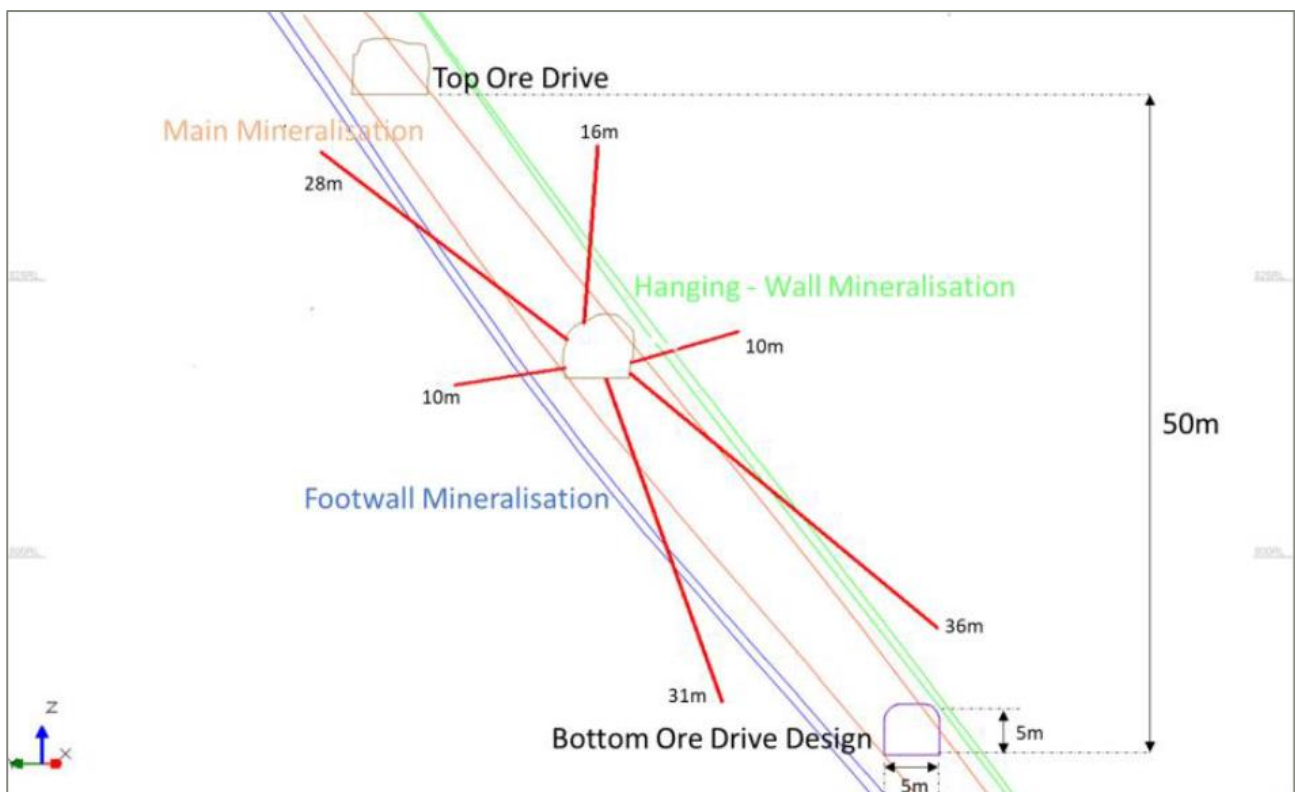 Top Ore Drive
Main Mineralisation
16m
28m
Hanging - Wall Mineralisation
10m
10m
50m
Footwall Mineralisation
36m
31m
Bottom Ore Drive Design
5m
5m
Z
X